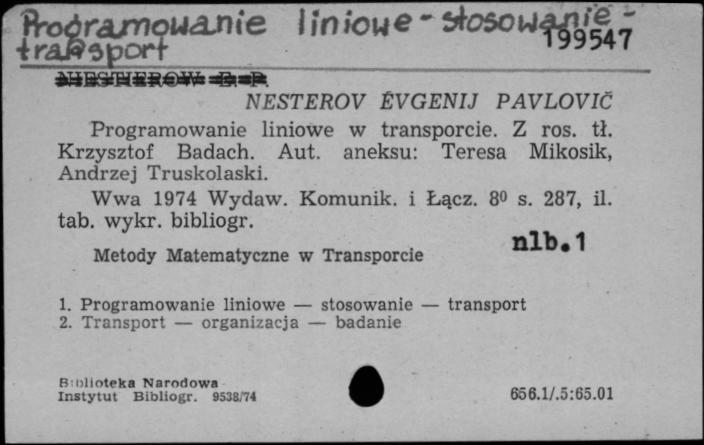 Programowanie liniowe - stosowanie -
transport
199547
NIESTIEROW E. P.
NESTEROV EVGENIJ PAVLOVIČ
Programowanie liniowe w transporcie. Z ros. tł.
Krzysztof Badach. Aut. aneksu: Teresa Mikosik,
Andrzej Truskolaski.
Wwa 1974 Wydaw. Komunik. i Łącz. 8⁰ s. 287, il.
tab. wykr. bibliogr.
nlb.1
Metody Matematyczne w Transporcie
1. Programowanie liniowe — stosowanie — transport
2. Transport — organizacja — badanie
Biblioteka Narodowa
Instytut Bibliogr. 9538/74
656.1/.5:65.01